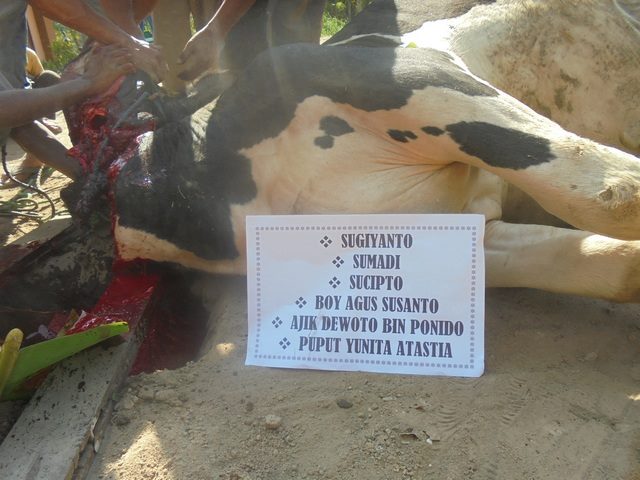 ❖ SUGIYANTO
❖ SUMADI
❖ SUCIPTO
❖ BOY AGUS SUSANTO
❖ AJIK DEWOTO BIN PONIDO
❖ PUPUT YUNITA ATASTIA